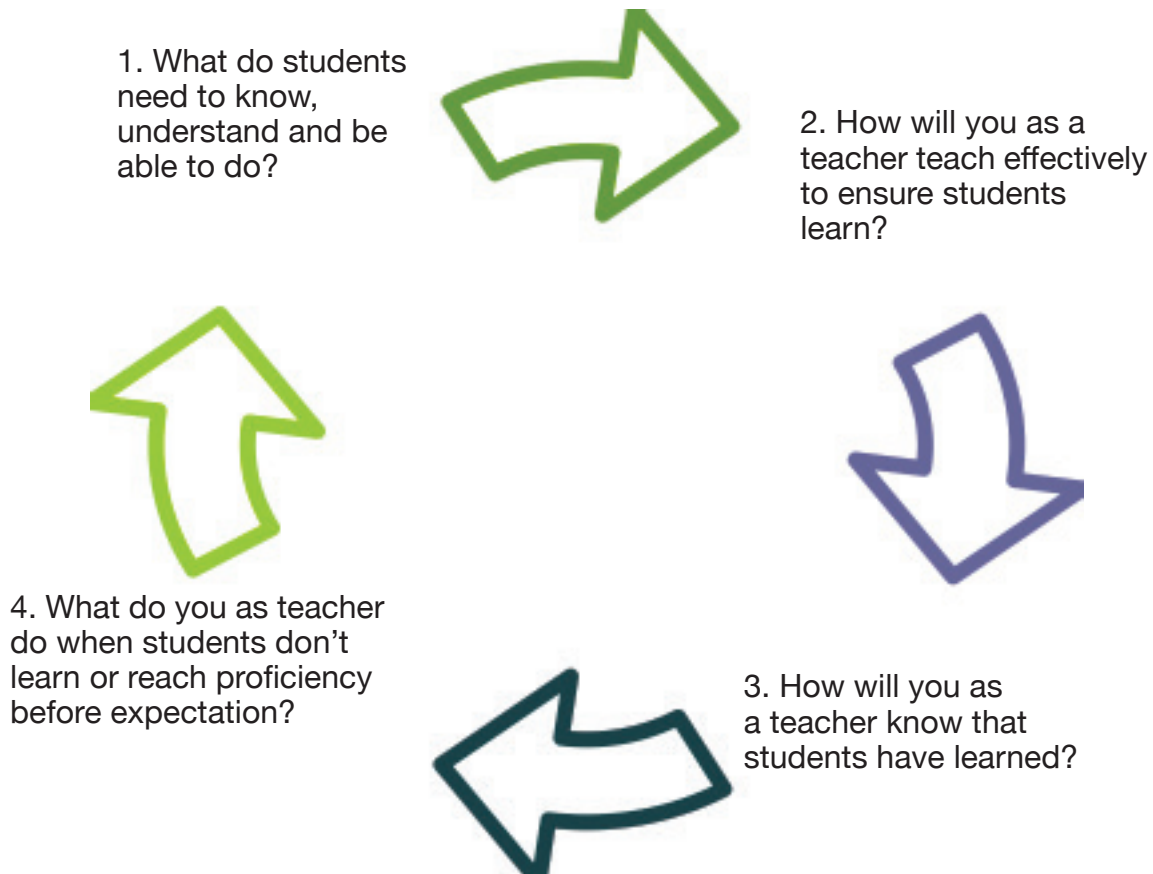 1. What do students
need to know,
understand and be
able to do?
2. How will you as a
teacher teach effectively
to ensure students
learn?
3. How will you as
a teacher know that
students have learned?
4. What do you as teacher
do when students don’t
learn or reach proficiency
before expectation?